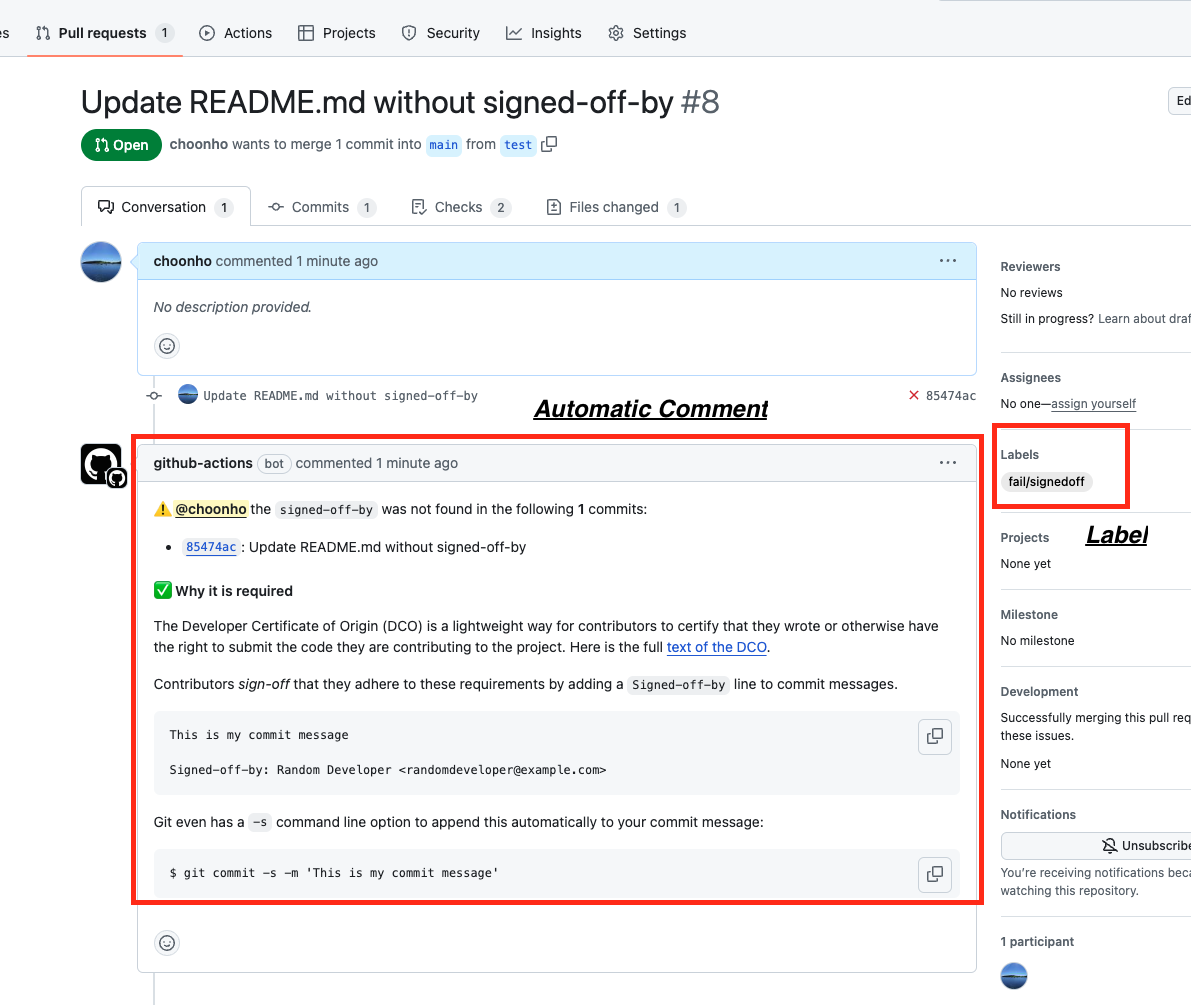 es
Pull requests 1
Actions
Projects
Security
Insights
Settings
Update README.md without signed-off-by #8
Ed
Open
choonho wants to merge 1 commit into main from test
Conversation 1
Commits 1
Checks 2
Files changed 1
choonho commented 1 minute ago
No description provided.
Update README.md without signed-off-by
85474ac
Automatic Comment
github-actions bot commented 1 minute ago
@choonho the signed-off-by was not found in the following 1 commits:
85474ac: Update README.md without signed-off-by
Why it is required
The Developer Certificate of Origin (DCO) is a lightweight way for contributors to certify that they wrote or otherwise have
the right to submit the code they are contributing to the project. Here is the full text of the DCO.
Contributors sign-off that they adhere to these requirements by adding a Signed-off-by line to commit messages.
This is my commit message
Signed-off-by: Random Developer <randomdeveloper@example.com>
Git even has a -s command line option to append this automatically to your commit message:
$ git commit -s -m 'This is my commit message'
Reviewers
No reviews
Still in progress? Learn about draf
Assignees
No one—assign yourself
Labels
fail/signedoff
Label
Projects
None yet
Milestone
No milestone
Development
Successfully merging this pull req
these issues.
None yet
Notifications
Unsubscribe
You're receiving notifications beca
watching this repository.
1 participant